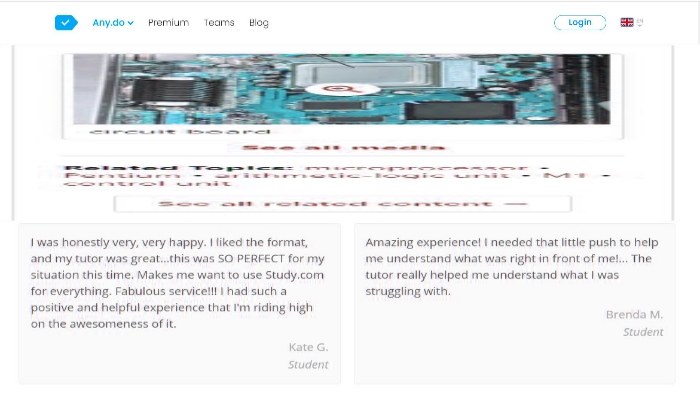 Any.do
Premium
Teams
Blog
Login
EN
circuit board
See all media
Related Topics: microprocessor •
Pentium • arithmetic-logic unit • M1 •
control unit
See all related content →
I was honestly very, very happy. I liked the format,
and my tutor was great...this was SO PERFECT for my
situation this time. Makes me want to use Study.com
for everything. Fabulous service!!! I had such a
positive and helpful experience that I'm riding high
on the awesomeness of it.
Kate G.
Student
Amazing experience! I needed that little push to help
me understand what was right in front of me!... The
tutor really helped me understand what I was
struggling with.
Brenda M.
Student